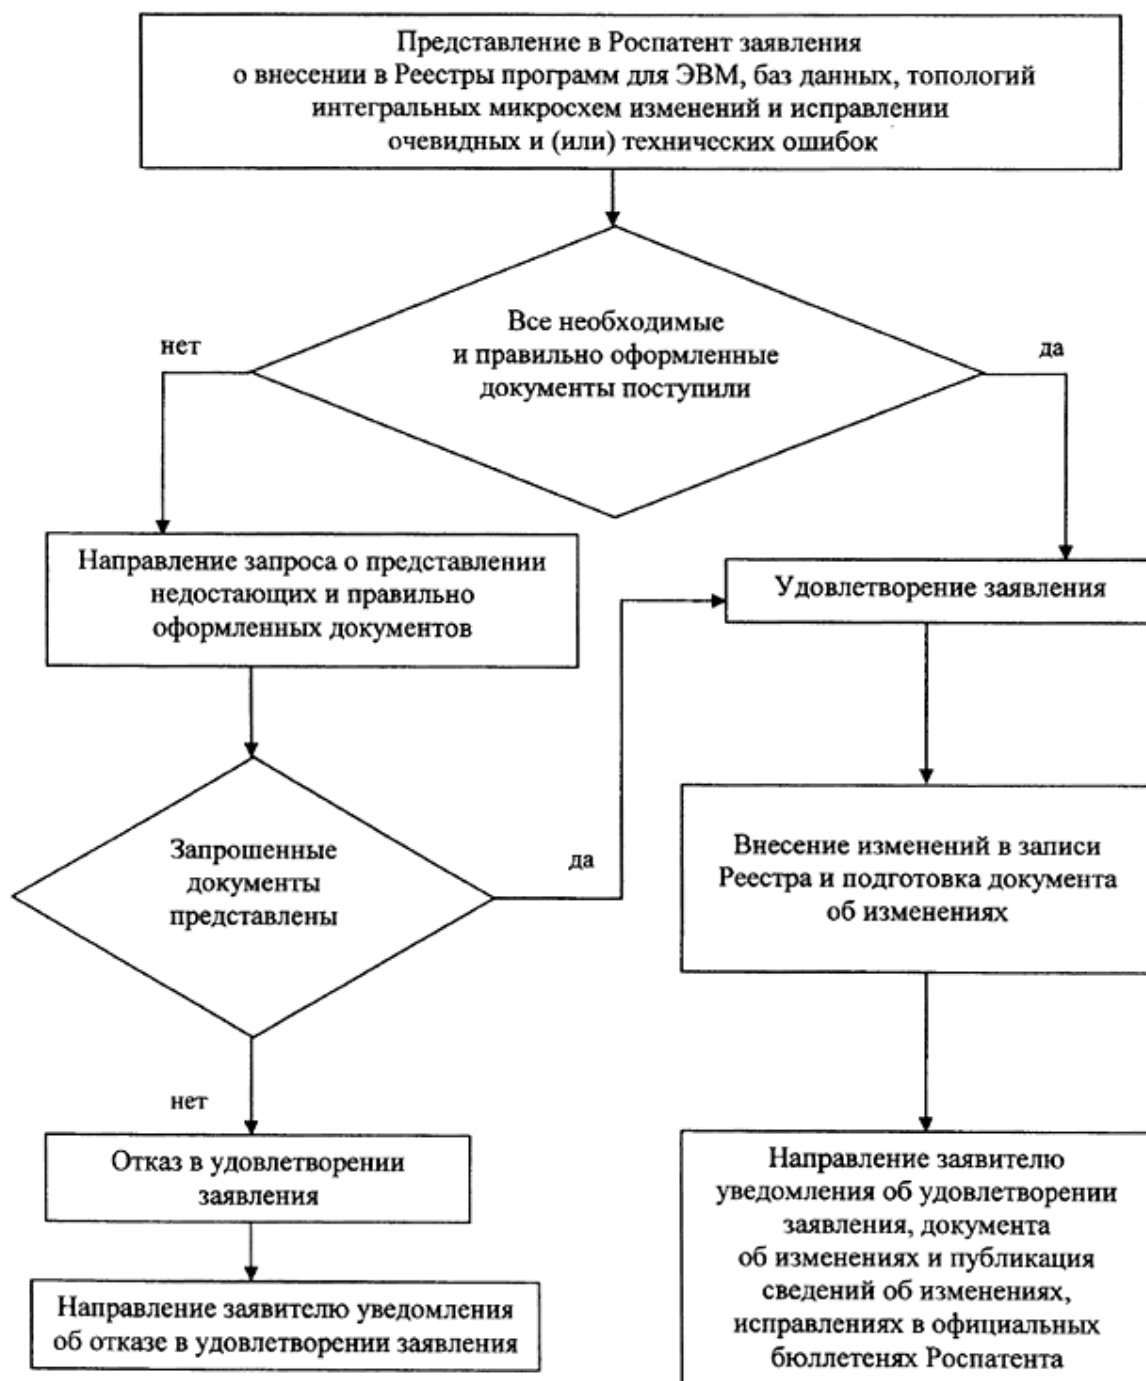 Представление в Роспатент заявления
о внесении в Реестры программ для ЭВМ, баз данных, топологий
интегральных микросхем изменений и исправлении
очевидных и (или) технических ошибок
Все необходимые
и правильно оформленные
документы поступили
нет
да
Направление запроса о представлении
недостающих и правильно
оформленных документов
Удовлетворение заявления
Запрошенные
документы
представлены
да
Внесение изменений в записи
Реестра и подготовка документа
об изменениях
нет
Отказ в удовлетворении
заявления
Направление заявителю уведомления
об отказе в удовлетворении заявления
Направление заявителю
уведомления об удовлетворении
заявления, документа
об изменениях и публикация
сведений об изменениях,
исправлениях в официальных
бюллетенях Роспатента